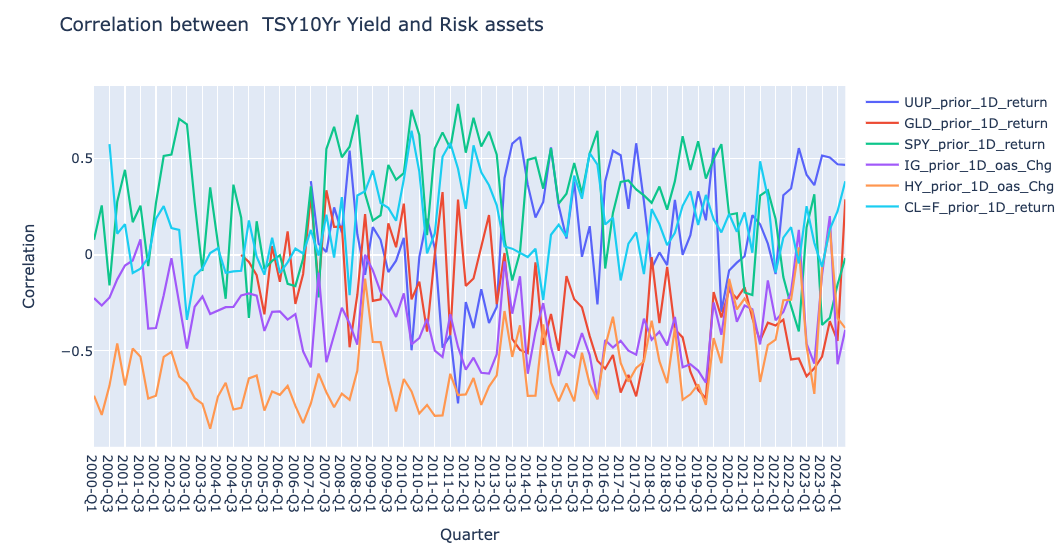 Correlation between  TSY10Yr Yield and Risk assets
UUP_prior_1D_return
GLD_prior_1D_return
SPY_prior_1D_return
IG_prior_1D_oas_Chg
HY_prior_1D_oas_Chg
CL=F_prior_1D_return
0.5
0
−0.5
Correlation
2000-Q1
2000-Q3
2001-Q1
2001-Q3
2002-Q1
2002-Q3
2003-Q1
2003-Q3
2004-Q1
2004-Q3
2005-Q1
2005-Q3
2006-Q1
2006-Q3
2007-Q1
2007-Q3
2008-Q1
2008-Q3
2009-Q1
2009-Q3
2010-Q1
2010-Q3
2011-Q1
2011-Q3
2012-Q1
2012-Q3
2013-Q1
2013-Q3
2014-Q1
2014-Q3
2015-Q1
2015-Q3
2016-Q1
2016-Q3
2017-Q1
2017-Q3
2018-Q1
2018-Q3
2019-Q1
2019-Q3
2020-Q1
2020-Q3
2021-Q1
2021-Q3
2022-Q1
2022-Q3
2023-Q1
2023-Q3
2024-Q1
Quarter